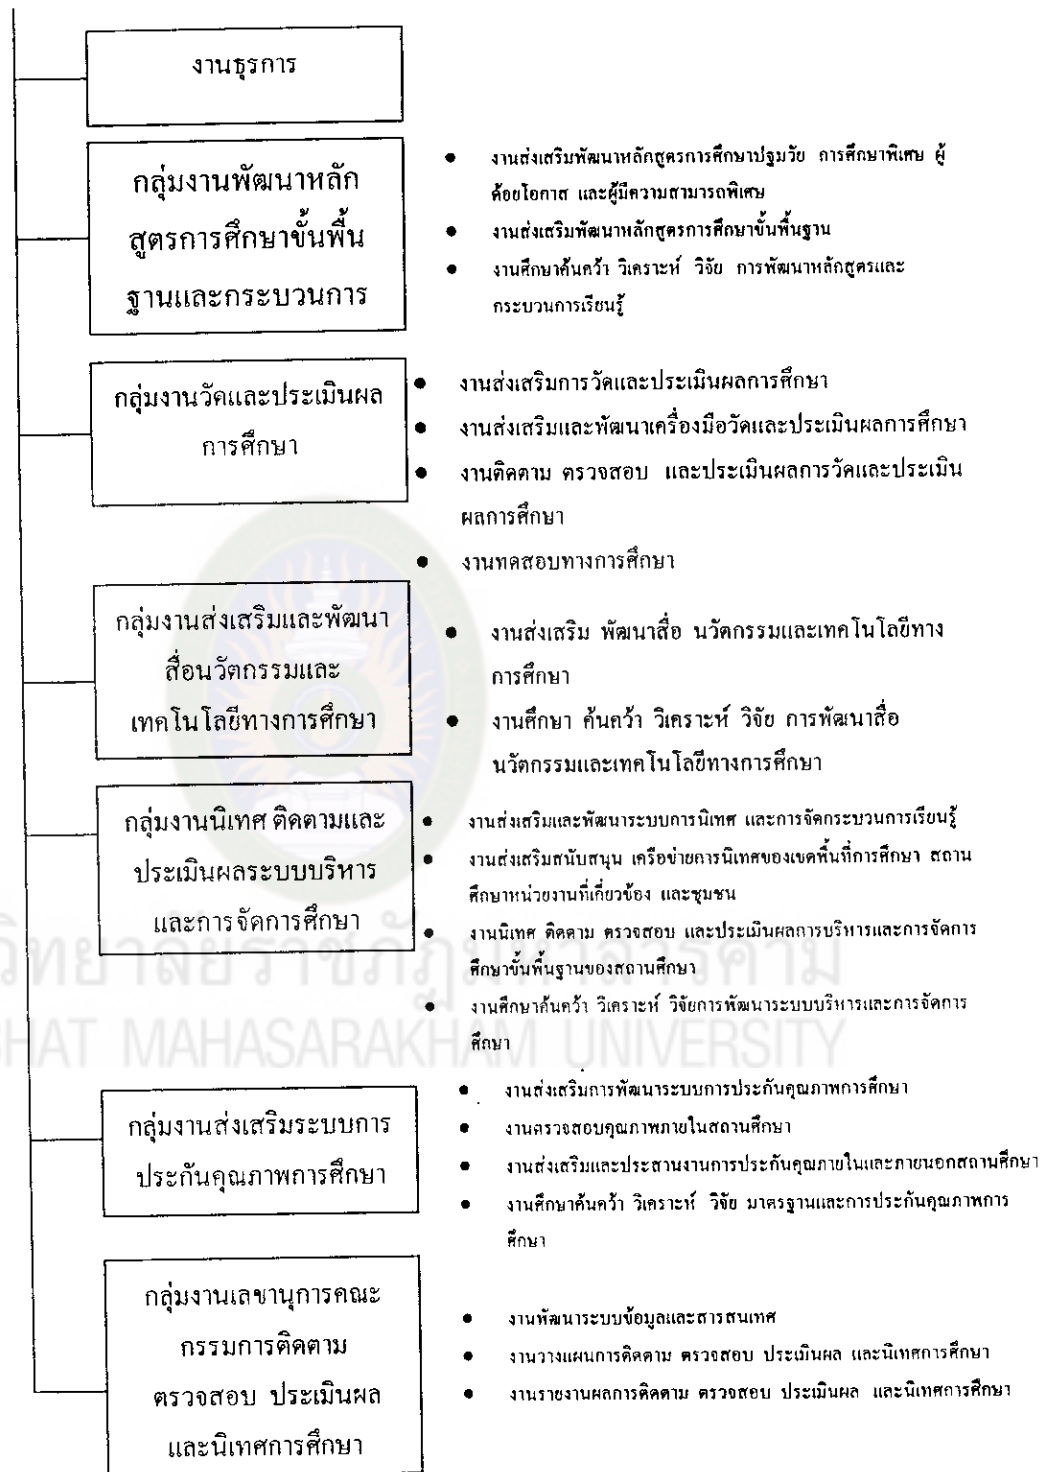 งานธุรการ
กลุ่มงานพัฒนาหลัก
สูตรการศึกษาขั้นพื้น
ฐานและกระบวนการ
● งานส่งเสริมพัฒนาหลักสูตรการศึกษาปฐมวัย การศึกษาพิเศษ ผู้
ด้อยโอกาส และผู้มีความสามารถพิเศษ
● งานส่งเสริมพัฒนาหลักสูตรการศึกษาขั้นพื้นฐาน
● งานศึกษาค้นคว้า วิเคราะห์ วิจัย การพัฒนาหลักสูตรและ
กระบวนการเรียนรู้
กลุ่มงานวัดและประเมินผล
การศึกษา
● งานส่งเสริมการวัดและประเมินผลการศึกษา
● งานส่งเสริมและพัฒนาเครื่องมือวัดและประเมินผลการศึกษา
● งานติดตาม ตรวจสอบ และประเมินผลการวัดและประเมิน
ผลการศึกษา
● งานทดสอบทางการศึกษา
กลุ่มงานส่งเสริมและพัฒนา
สื่อนวัตกรรมและ
เทคโนโลยีทางการศึกษา
● งานส่งเสริม พัฒนาสื่อ นวัตกรรมและเทคโนโลยีทาง
การศึกษา
● งานศึกษา ค้นคว้า วิเคราะห์ วิจัย การพัฒนาสื่อ
นวัตกรรมและเทคโนโลยีทางการศึกษา
กลุ่มงานนิเทศ ติดตามและ
ประเมินผลระบบบริหาร
และการจัดการศึกษา
● งานส่งเสริมและพัฒนาระบบการนิเทศ และการจัดกระบวนการเรียนรู้
● งานส่งเสริมสนับสนุน เครือข่ายการนิเทศของเขตพื้นที่การศึกษา สถาน
ศึกษาหน่วยงานที่เกี่ยวข้อง และชุมชน
● งานนิเทศ ติดตาม ตรวจสอบ และประเมินผลการบริหารและการจัดการ
ศึกษาขั้นพื้นฐานของสถานศึกษา
● งานศึกษาค้นคว้า วิเคราะห์ วิจัยการพัฒนาระบบบริหารและการจัดการ
ศึกษา
วิทยาลัยราชภัฏมหาสารคาม
BHAT MAHASARAKHAM UNIVERSITY
กลุ่มงานส่งเสริมระบบการ
ประกันคุณภาพการศึกษา
● งานส่งเสริมการพัฒนาระบบการประกันคุณภาพการศึกษา
● งานตรวจสอบคุณภาพภายในสถานศึกษา
● งานส่งเสริมและประสานงานการประกันคุณภายในและภายนอกสถานศึกษา
● งานศึกษาค้นคว้า วิเคราะห์ วิจัย มาตรฐานและการประกันคุณภาพการ
ศึกษา
กลุ่มงานเลขานุการคณะ
กรรมการติดตาม
ตรวจสอบ ประเมินผล
และนิเทศการศึกษา
● งานพัฒนาระบบข้อมูลและสารสนเทศ
● งานวางแผนการติดตาม ตรวจสอบ ประเมินผล และนิเทศการศึกษา
● งานรายงานผลการติดตาม ตรวจสอบ ประเมินผล และนิเทศการศึกษา